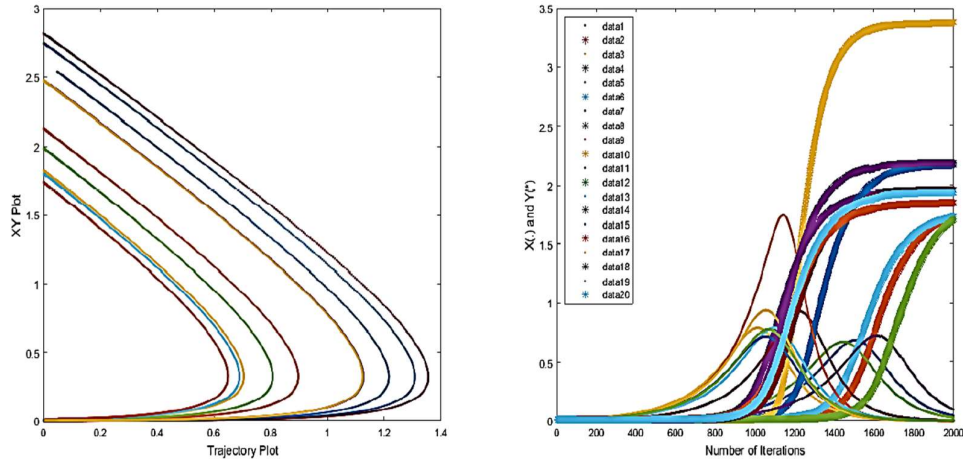 3
2.5
2
1.5
1
0.5
0
0
0.2
0.4
0.6
0.8
1
1.2
1.4
XY Plot
Trajectory Plot
3.5
3
2.5
2
1.5
1
0.5
0
0
200
400
600
800
1000
1200
1400
1600
1800
2000
X(.) and Y(*)
Number of Iterations
data1
data2
data3
data4
data5
data6
data7
data8
data9
data10
data11
data12
data13
data14
data15
data16
data17
data18
data19
data20